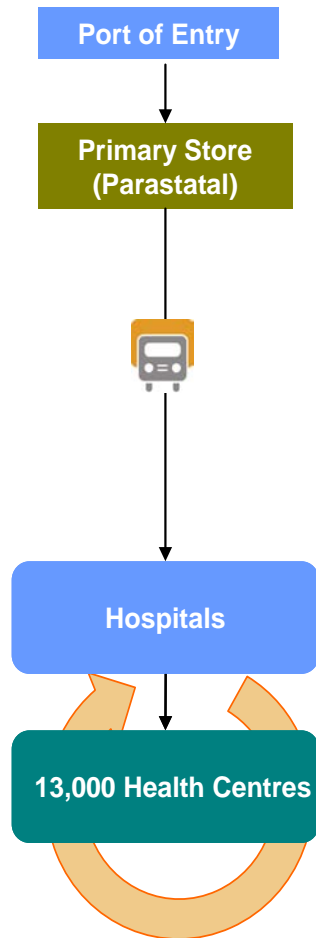 Port of Entry
Primary Store
(Parastatal)
Hospitals
13,000 Health Centres